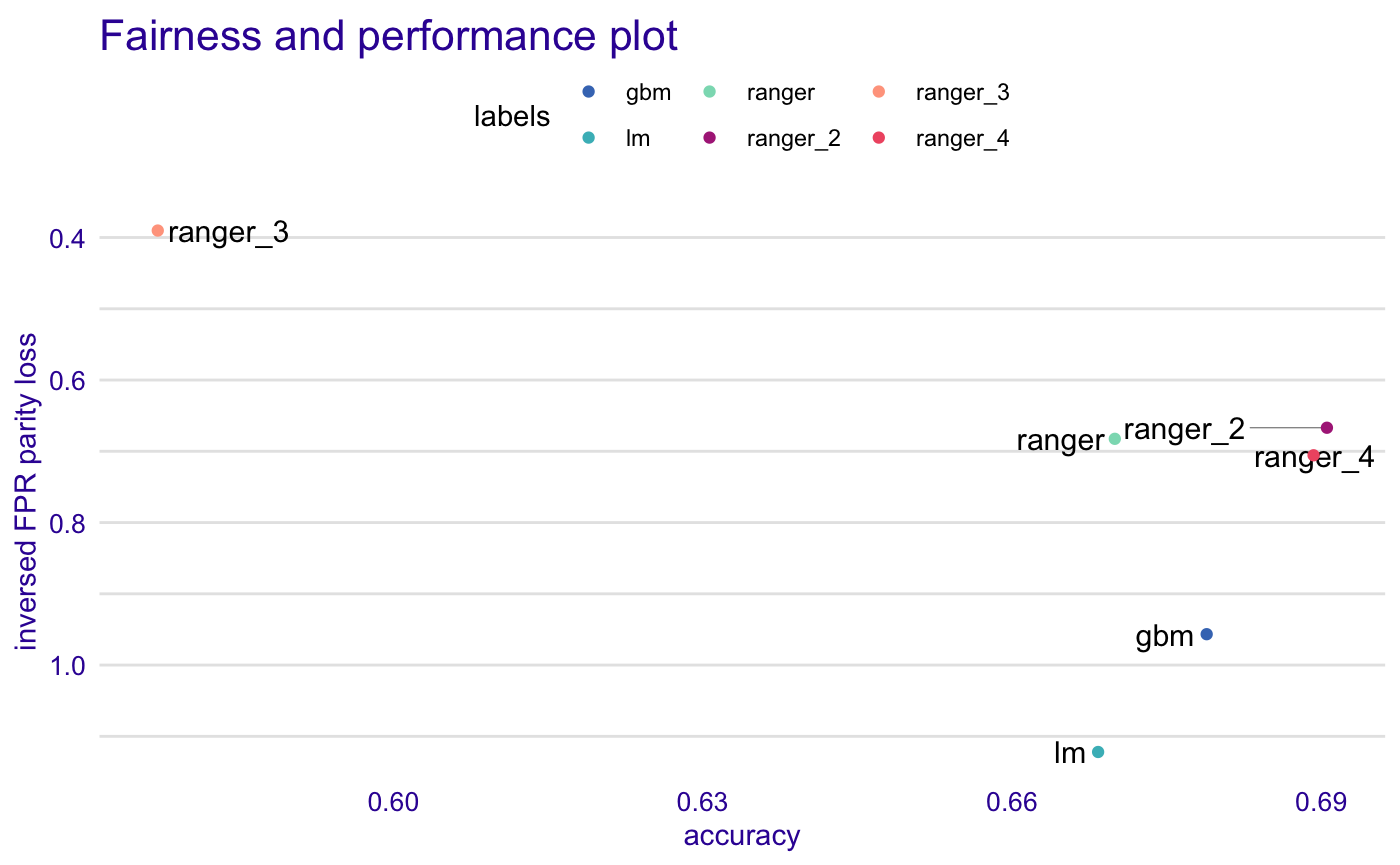 Fairness and performance plot
labels
gbm ranger ranger_3
lm ranger_2 ranger_4
inversed FPR parity loss
0.4
0.6
0.8
1.0
ranger_3
ranger
ranger_2
ranger_4
gbm
lm
0.60 0.63 0.66 0.69
accuracy